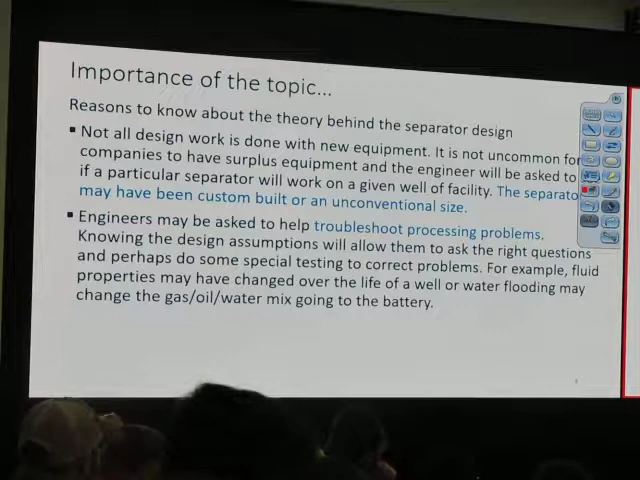 Importance of the topic...
Reasons to know about the theory behind the separator design
▪ Not all design work is done with new equipment. It is not uncommon for
companies to have surplus equipment and the engineer will be asked to
if a particular separator will work on a given well of facility. The separato
may have been custom built or an unconventional size.
▪ Engineers may be asked to help troubleshoot processing problems.
Knowing the design assumptions will allow them to ask the right questions
and perhaps do some special testing to correct problems. For example, fluid
properties may have changed over the life of a well or water flooding may
change the gas/oil/water mix going to the battery.